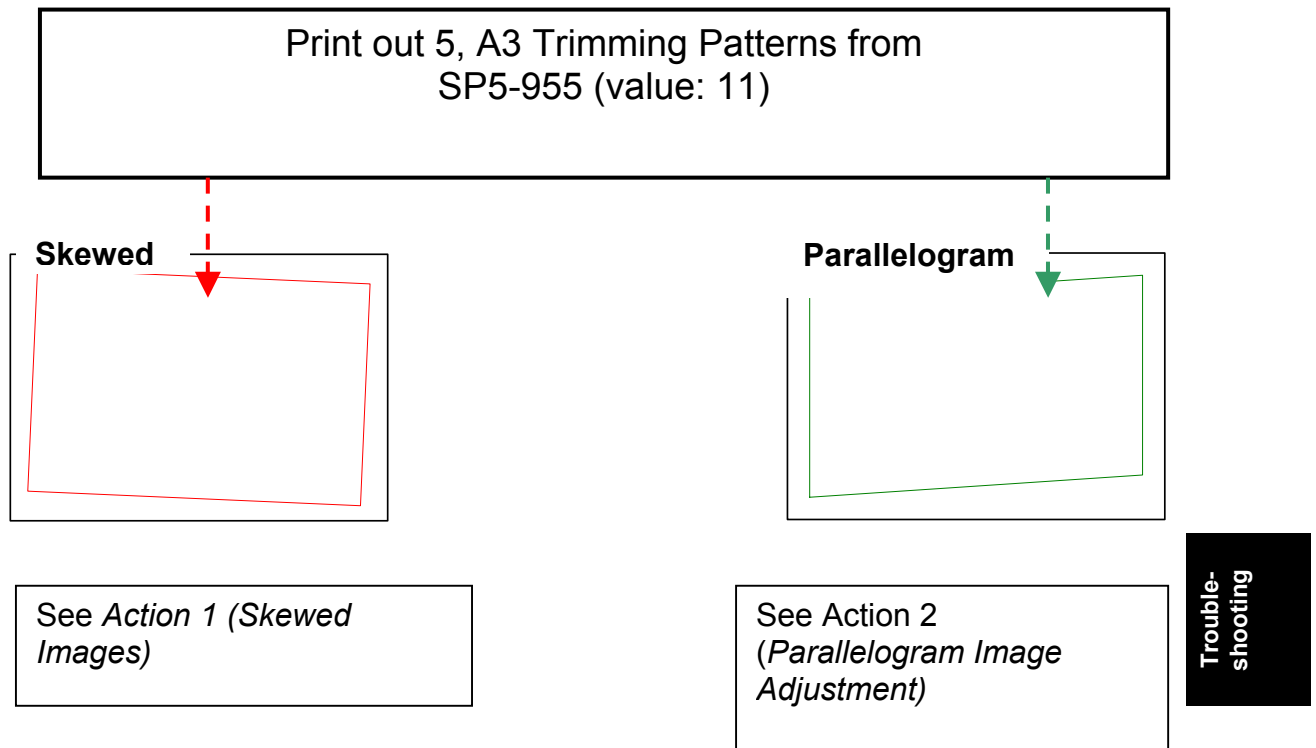 Print out 5, A3 Trimming Patterns from
SP5-955 (value: 11)
Skewed
Parallelogram
See Action 1 (Skewed
Images)
See Action 2
(Parallelogram Image
Adjustment)
Trouble-
shooting